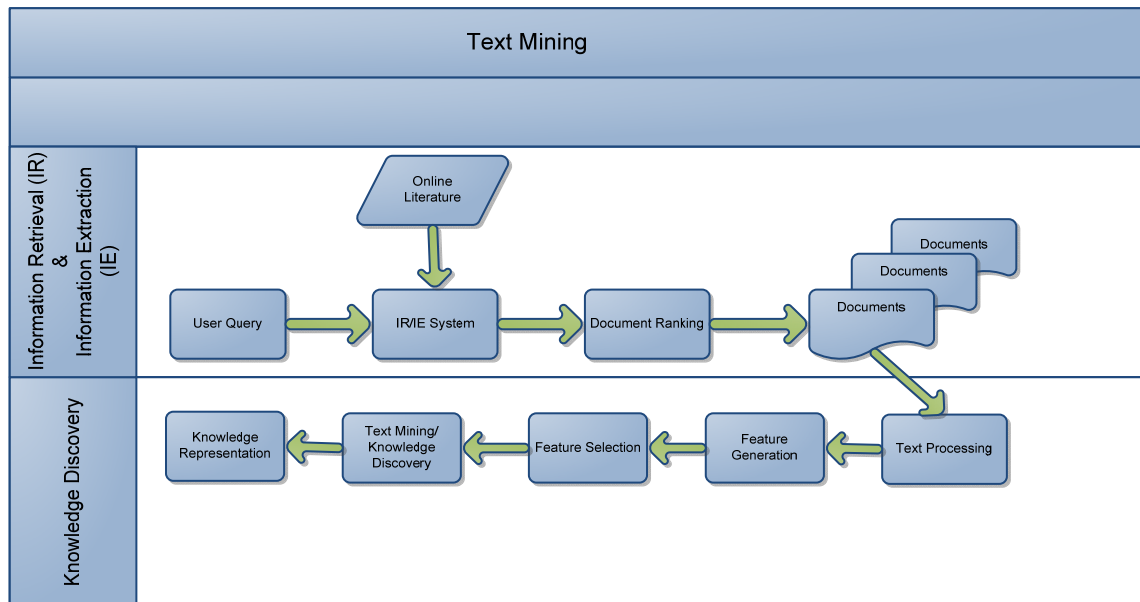 Text Mining
Information Retrieval (IR)
&
Information Extraction
(IE)
Online
Literature
Documents
Documents
Documents
User Query
IR/IE System
Document Ranking
Knowledge Discovery
Knowledge
Representation
Text Mining/
Knowledge
Discovery
Feature Selection
Feature
Generation
Text Processing